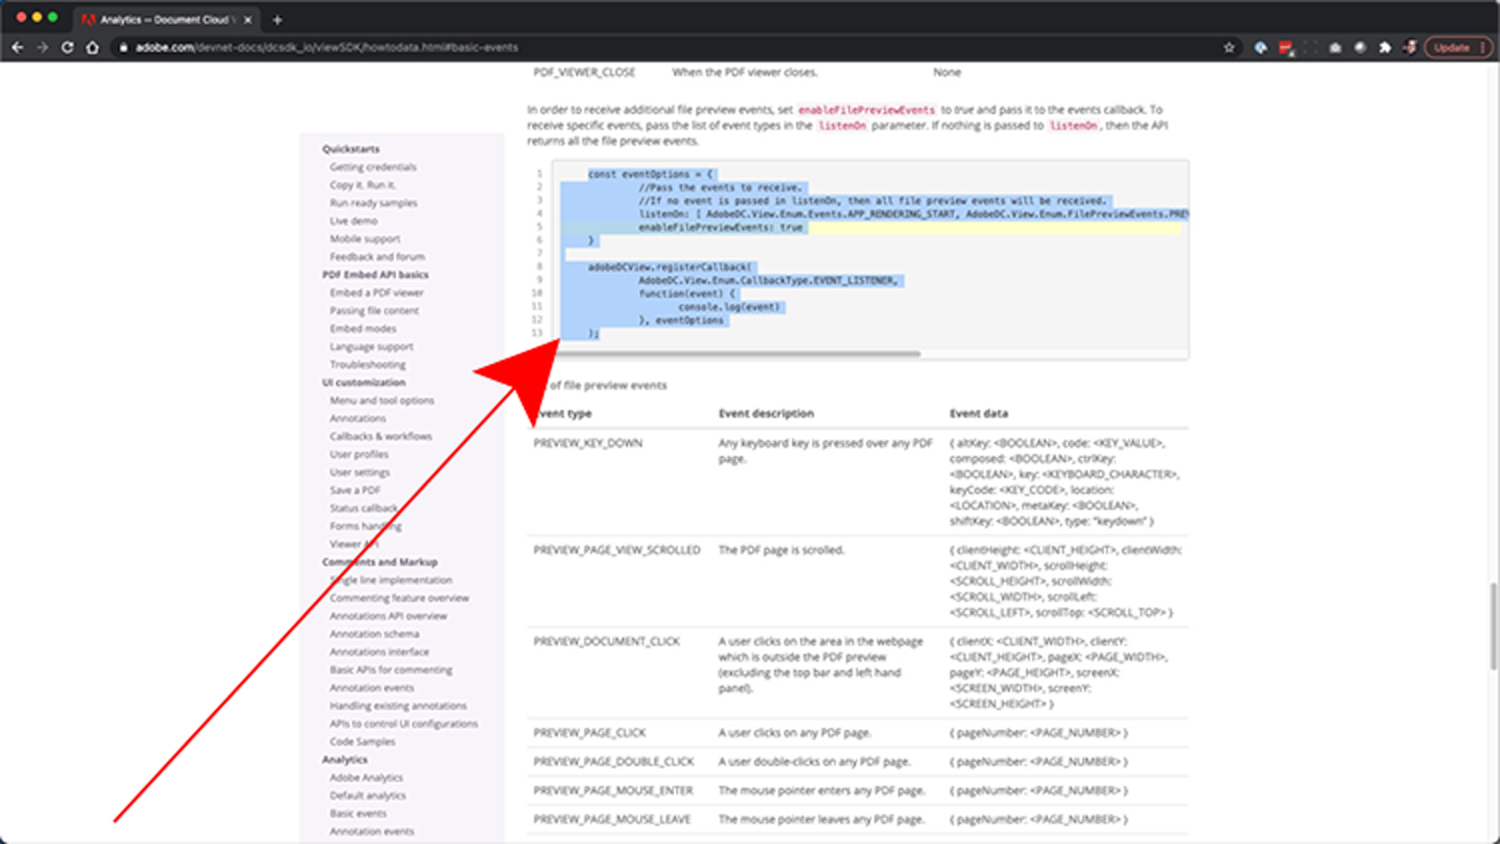 Analytics — Document Cloud
adobe.com/devnet-docs/dcsdk_io/viewSDK/howtodata.html#basic-events
Update
PDF_VIEWER_CLOSE When the PDF viewer closes. None
In order to receive additional file preview events, set enableFilePreviewEvents to true and pass it to the events callback. To
receive specific events, pass the list of event types in the listenOn parameter. If nothing is passed to listenOn, then the API
returns all the file preview events.
Quickstarts
Getting credentials
Copy it. Run it.
Run ready samples
Live demo
Mobile support
Feedback and forum
PDF Embed API basics
Embed a PDF viewer
Passing file content
Embed modes
Language support
Troubleshooting
UI customization
Menu and tool options
Annotations
Callbacks & workflows
User profiles
User settings
Save a PDF
Status callback
Forms handling
Viewer API
Comments and Markup
Single line implementation
Commenting feature overview
Annotations API overview
Annotation schema
Annotations interface
Basic APIs for commenting
Annotation events
Handling existing annotations
APIs to control UI configurations
Code Samples
Analytics
Adobe Analytics
Default analytics
Basic events
Annotation events
1 const eventOptions = {
2 //Pass the events to receive.
3 //If no event is passed in listenOn, then all file preview events will be received.
4 listenOn: [ AdobeDC.View.Enum.Events.APP_RENDERING_START, AdobeDC.View.Enum.FilePreviewEvents.PREV
5 enableFilePreviewEvents: true
6 }
7
8 adobeDCView.registerCallback(
9 AdobeDC.View.Enum.CallbackType.EVENT_LISTENER,
10 function(event) {
11 console.log(event)
12 }, eventOptions
13 );
of file preview events
Event type Event description Event data
PREVIEW_KEY_DOWN Any keyboard key is pressed over any PDF { altKey: <BOOLEAN>, code: <KEY_VALUE>,
page. composed: <BOOLEAN>, ctrlKey:
<BOOLEAN>, key: <KEYBOARD_CHARACTER>,
keyCode: <KEY_CODE>, location:
<LOCATION>, metaKey: <BOOLEAN>,
shiftKey: <BOOLEAN>, type: "keydown" }
PREVIEW_PAGE_VIEW_SCROLLED The PDF page is scrolled. { clientHeight: <CLIENT_HEIGHT>, clientWidth:
<CLIENT_WIDTH>, scrollHeight:
<SCROLL_HEIGHT>, scrollWidth:
<SCROLL_WIDTH>, scrollLeft:
<SCROLL_LEFT>, scrollTop: <SCROLL_TOP> }
PREVIEW_DOCUMENT_CLICK A user clicks on the area in the webpage { clientX: <CLIENT_WIDTH>, clientY:
which is outside the PDF preview <CLIENT_HEIGHT>, pageX: <PAGE_WIDTH>,
(excluding the top bar and left hand pageY: <PAGE_HEIGHT>, screenX:
panel). <SCREEN_WIDTH>, screenY:
<SCREEN_HEIGHT> }
PREVIEW_PAGE_CLICK A user clicks on any PDF page. { pageNumber: <PAGE_NUMBER> }
PREVIEW_PAGE_DOUBLE_CLICK A user double-clicks on any PDF page. { pageNumber: <PAGE_NUMBER> }
PREVIEW_PAGE_MOUSE_ENTER The mouse pointer enters any PDF page. { pageNumber: <PAGE_NUMBER> }
PREVIEW_PAGE_MOUSE_LEAVE The mouse pointer leaves any PDF page. { pageNumber: <PAGE_NUMBER> }